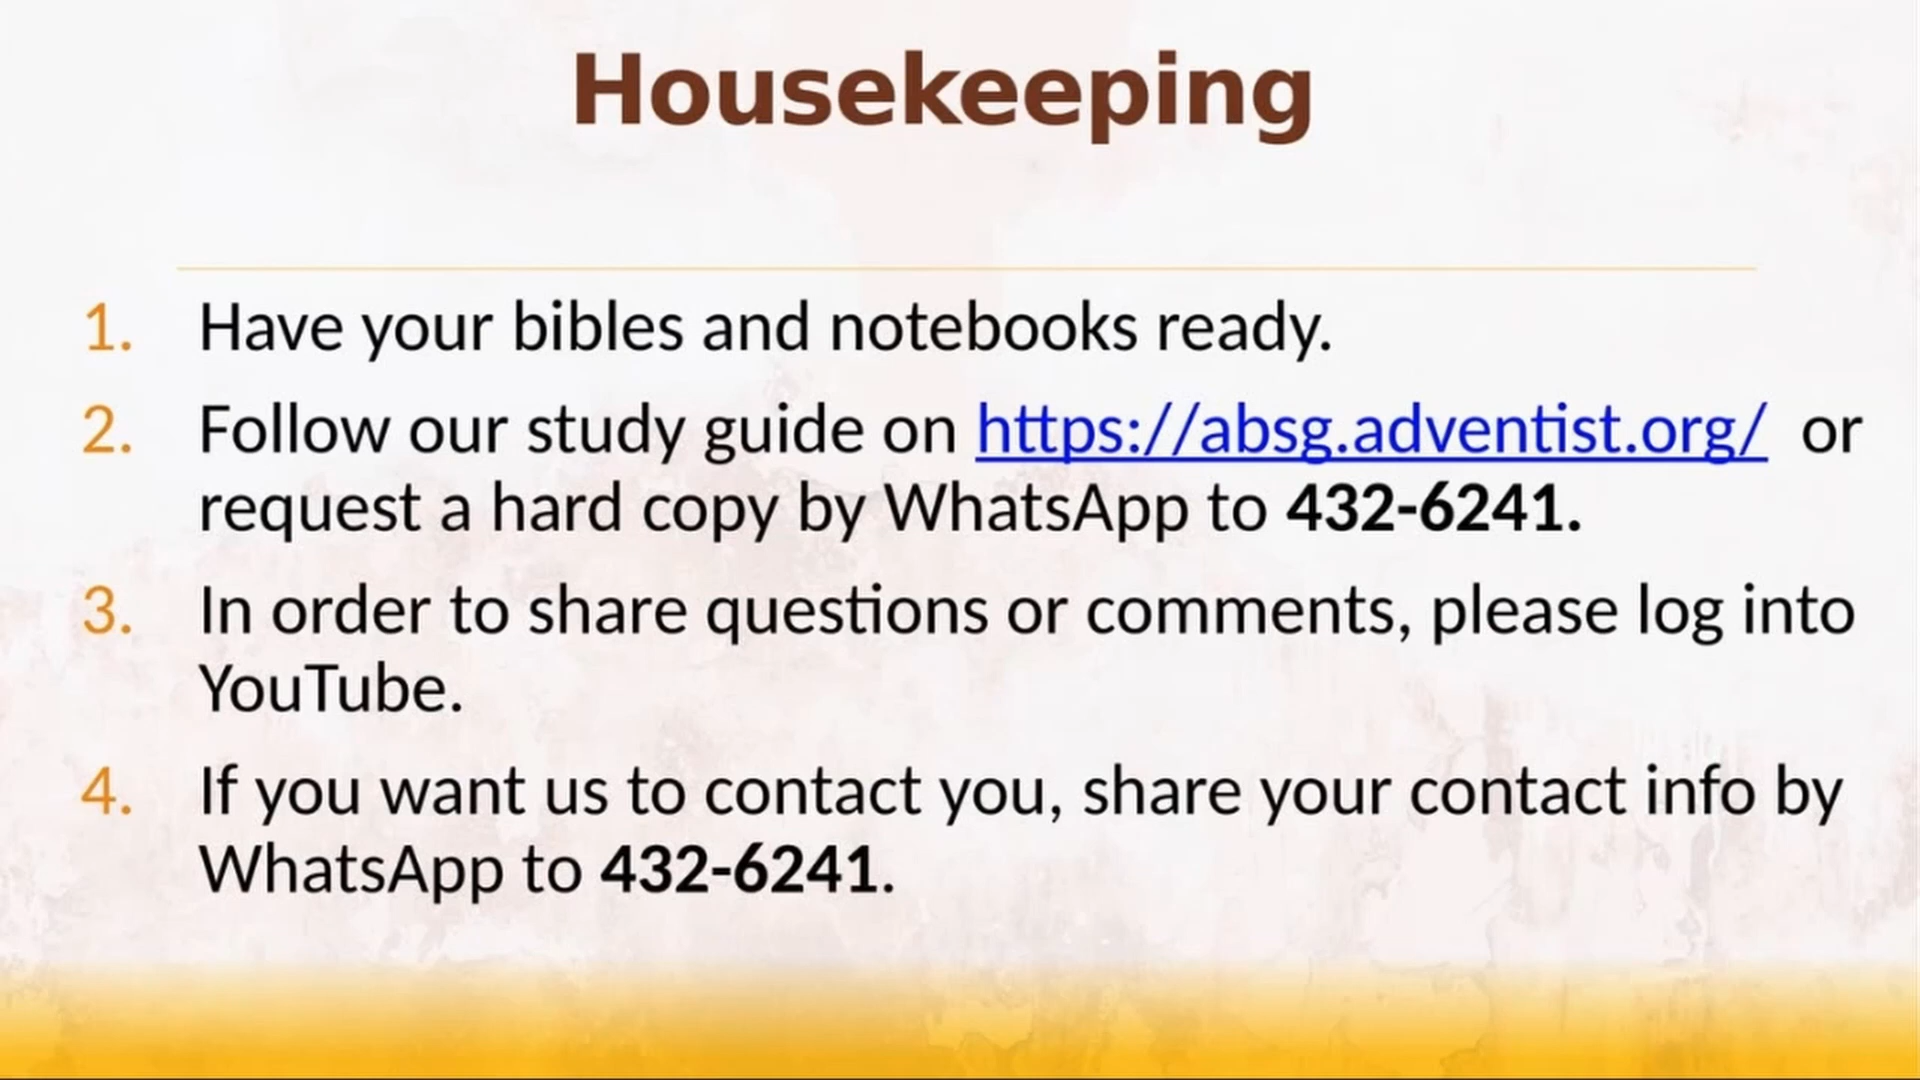 Housekeeping
1. Have your bibles and notebooks ready.
2. Follow our study guide on https://absg.adventist.org/ or
request a hard copy by WhatsApp to 432-6241.
3. In order to share questions or comments, please log into
YouTube.
4. If you want us to contact you, share your contact info by
WhatsApp to 432-6241.